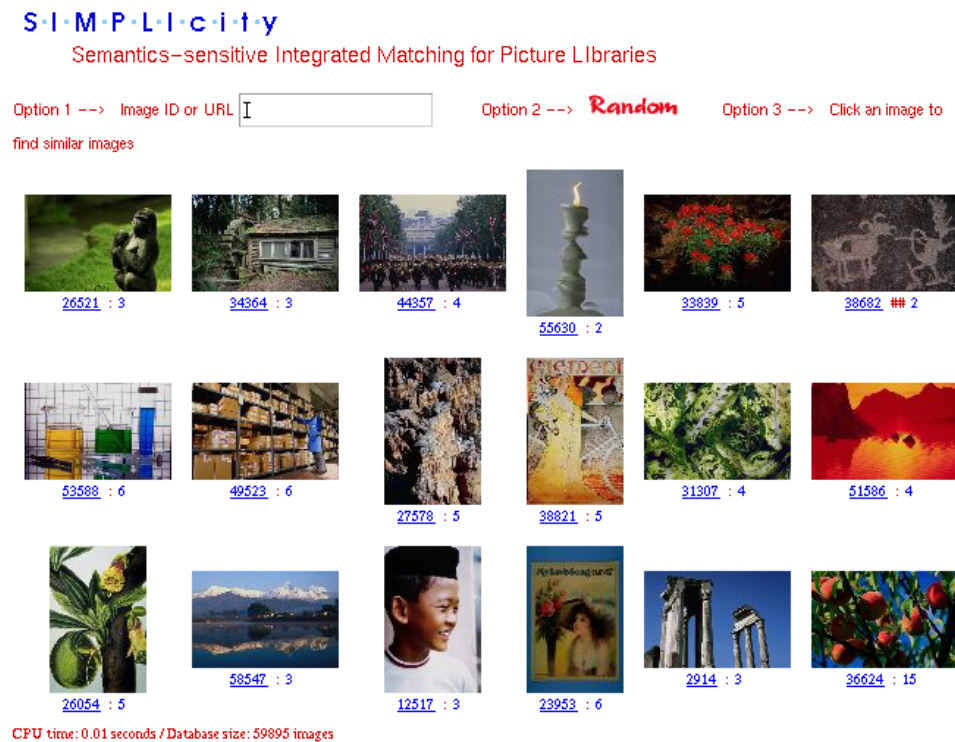 S·I·M·P·L·I·c·i·t·y
Semantics-sensitive Integrated Matching for Picture LIbraries
Option 1 --> Image ID or URL Option 2 --> Random Option 3 --> Click an image to
find similar images
26521 : 3 34364 : 3 44357 : 4 33839 : 5 38682 ## 2
55630 : 2
53588 : 6 49523 : 6 31307 : 4 51586 : 4
27578 : 5 38821 : 5
58547 : 3 2914 : 3 36624 : 15
26054 : 5 12517 : 3 23953 : 6
CPU time: 0.01 seconds / Database size: 59895 images